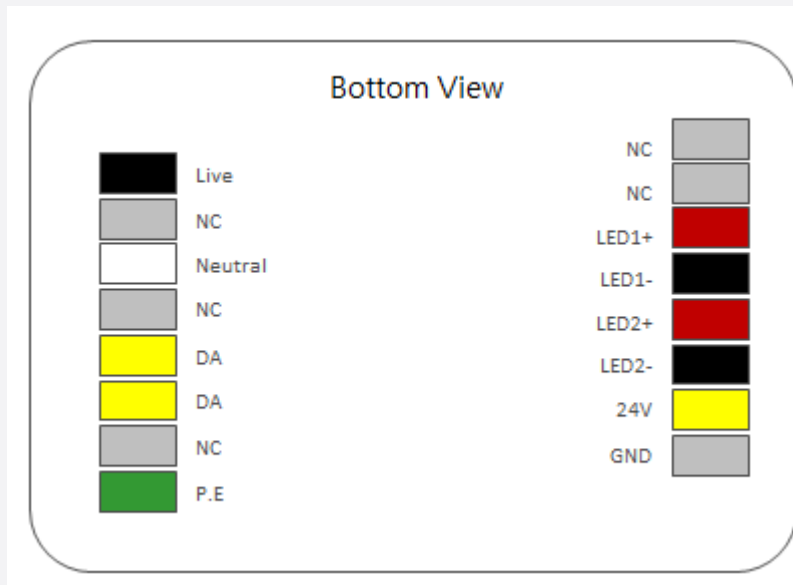 Bottom View
Live
NC
Neutral
NC
DA
DA
NC
P.E
NC
NC
LED1+
LED1-
LED2+
LED2-
24V
GND